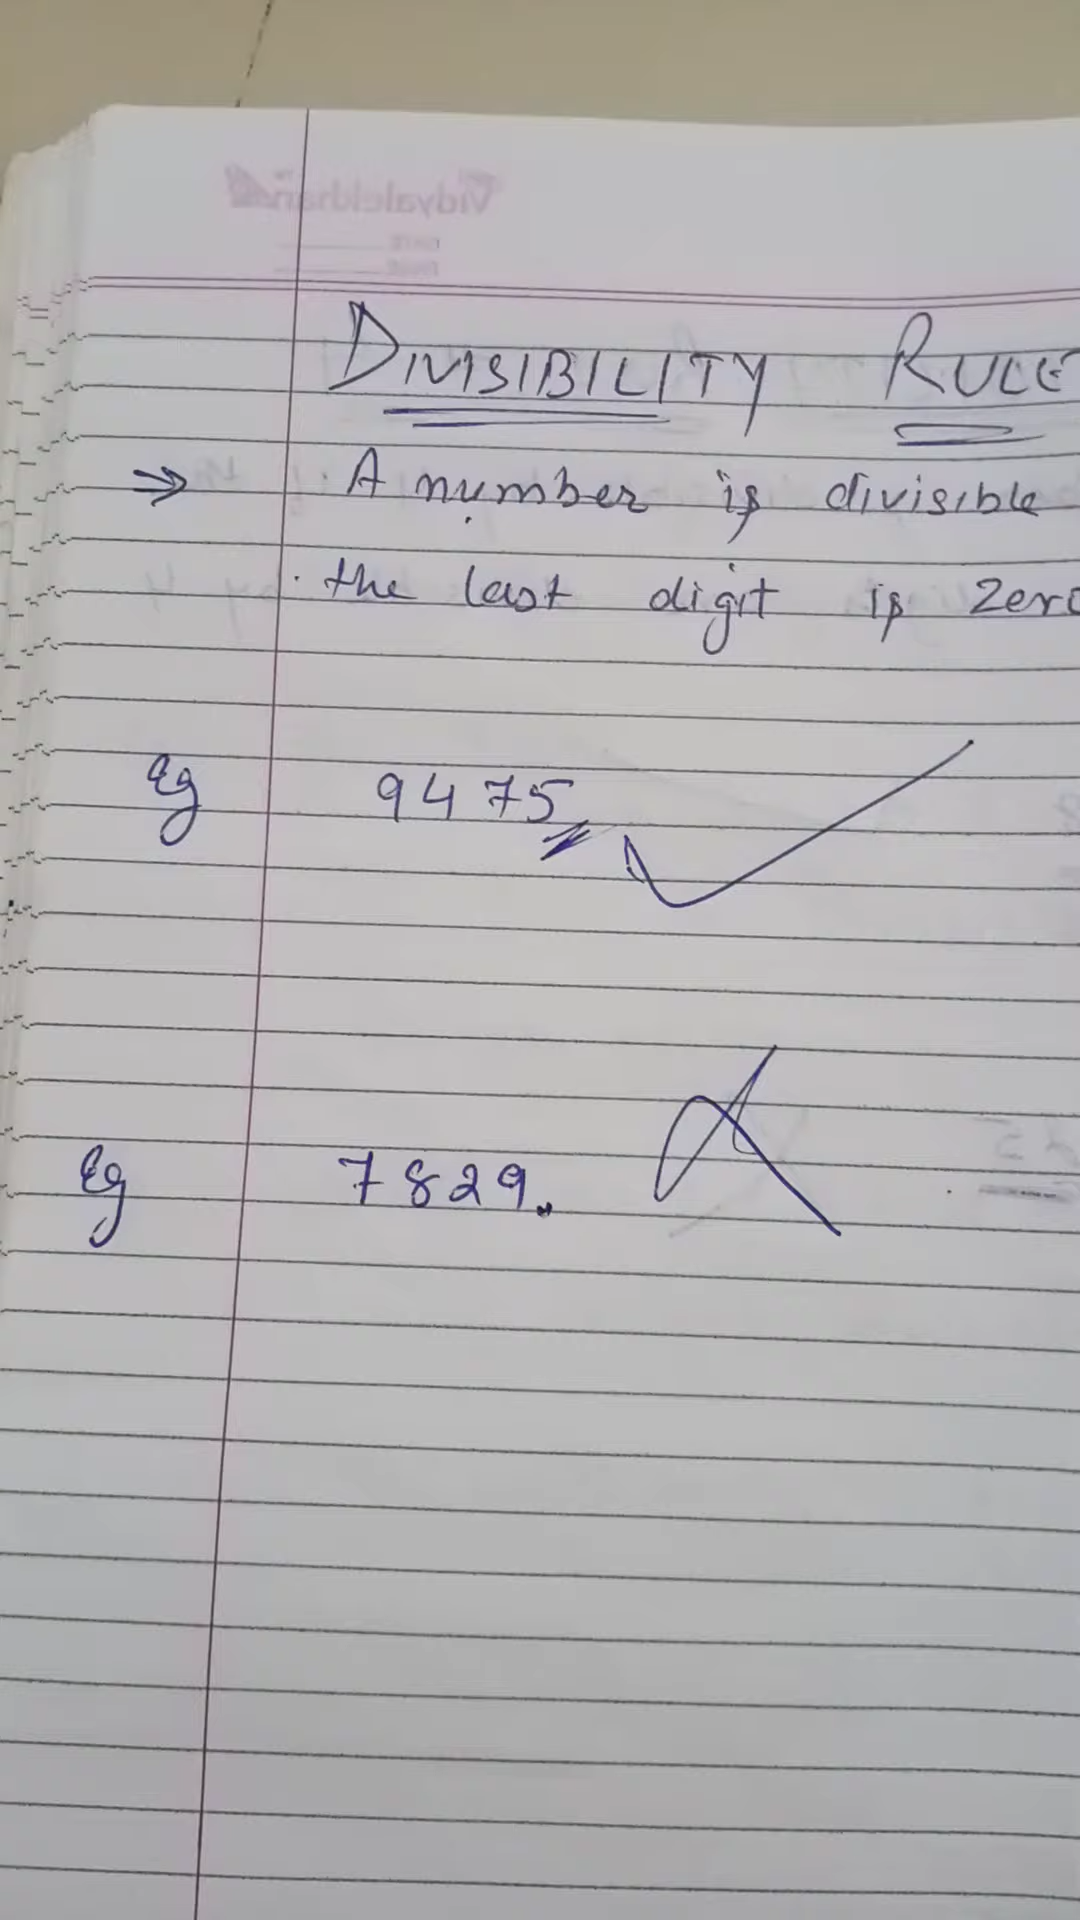 DIVISIBILITY RULE
⇒ A number is divisible
the last digit is Zero
Eg 9475
Eg 7829.